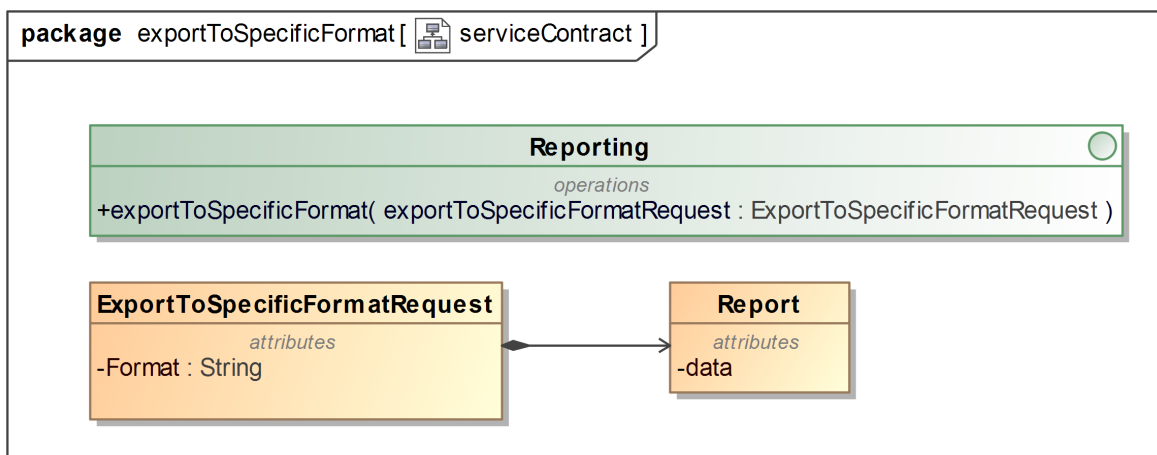 package exportToSpecificFormat[ serviceContract ]
Reporting
operations
+exportToSpecificFormat( exportToSpecificFormatRequest : ExportToSpecificFormatRequest )
ExportToSpecificFormatRequest
attributes
-Format : String
Report
attributes
-data